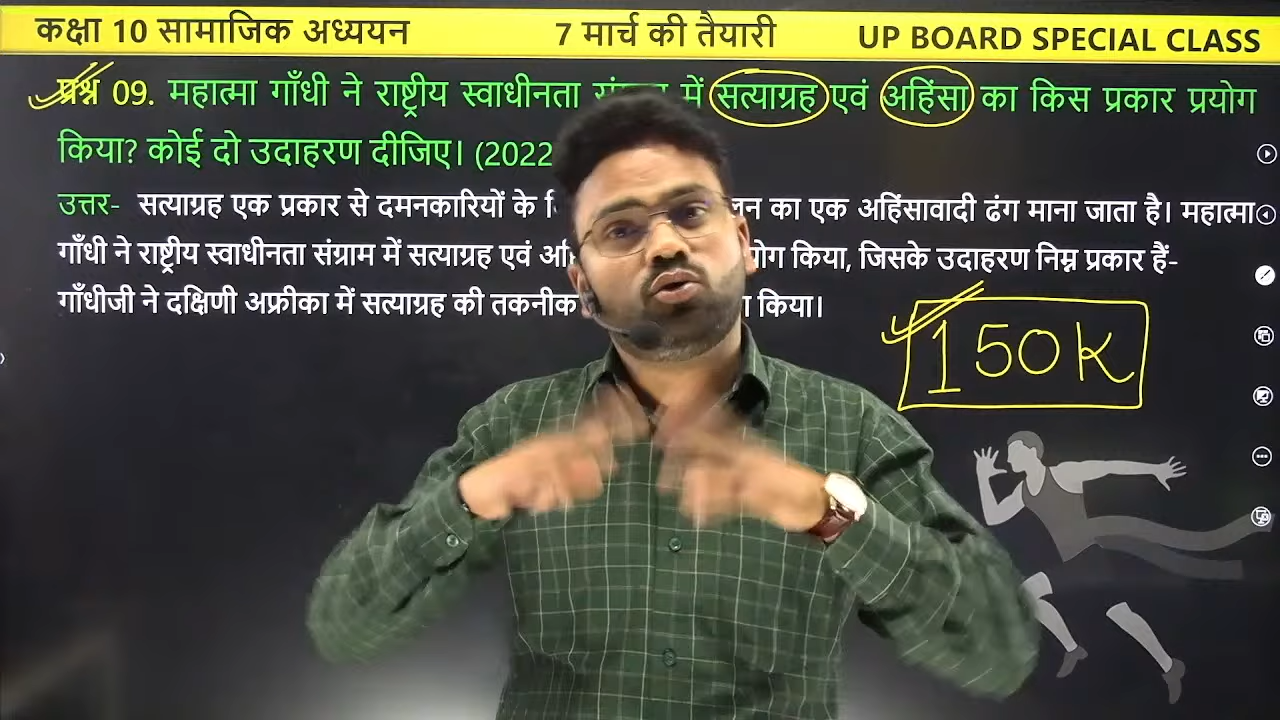 कक्षा 10 सामाजिक अध्ययन 7 मार्च की तैयारी UP BOARD SPECIAL CLASS
प्रश्न 09. महात्मा गाँधी ने राष्ट्रीय स्वाधीनता में सत्याग्रह एवं अहिंसा का किस प्रकार प्रयोग
किया? कोई दो उदाहरण दीजिए। (2022
उत्तर- सत्याग्रह एक प्रकार से दमनकारियों के का एक अहिंसावादी ढंग माना जाता है। महात्मा
गाँधी ने राष्ट्रीय स्वाधीनता संग्राम में सत्याग्रह एवं किया, जिसके उदाहरण निम्न प्रकार हैं-
गाँधीजी ने दक्षिणी अफ्रीका में सत्याग्रह की तकनीक किया।
150K